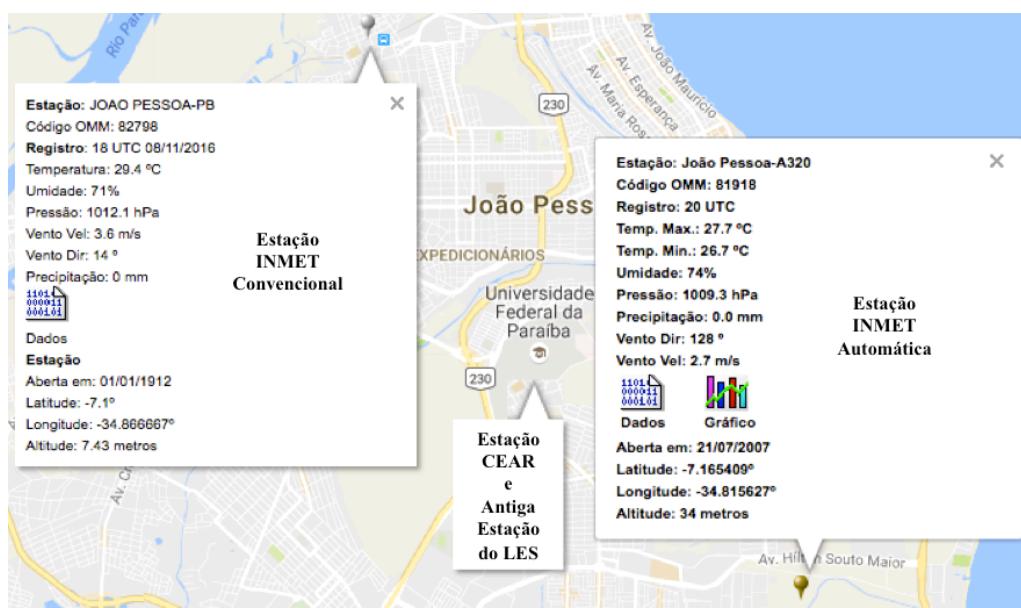 Rio Pa
Av. João Maurício
Av. Esperança
Av. Maria Ros
230
Estação: JOAO PESSOA-PB
Código OMM: 82798
Registro: 18 UTC 08/11/2016
Temperatura: 29.4 ºC
Umidade: 71%
Pressão: 1012.1 hPa
Vento Vel: 3.6 m/s
Vento Dir: 14 º
Precipitação: 0 mm
Dados
Estação
Aberta em: 01/01/1912
Latitude: -7.1º
Longitude: -34.866667º
Altitude: 7.43 metros
Estação
INMET
Convencional
João Pess
EXPEDICIONÁRIOS
Universidade
Federal da
Paraíba
230
Estação
CEAR
e
Antiga
Estação
do LES
Estação: João Pessoa-A320
Código OMM: 81918
Registro: 20 UTC
Temp. Max.: 27.7 ºC
Temp. Min.: 26.7 ºC
Umidade: 74%
Pressão: 1009.3 hPa
Precipitação: 0.0 mm
Vento Dir: 128 º
Vento Vel: 2.7 m/s
Dados Gráfico
Aberta em: 21/07/2007
Latitude: -7.165409º
Longitude: -34.815627º
Altitude: 34 metros
Estação
INMET
Automática
Av. Cr
Av. Hilt n Souto Maior